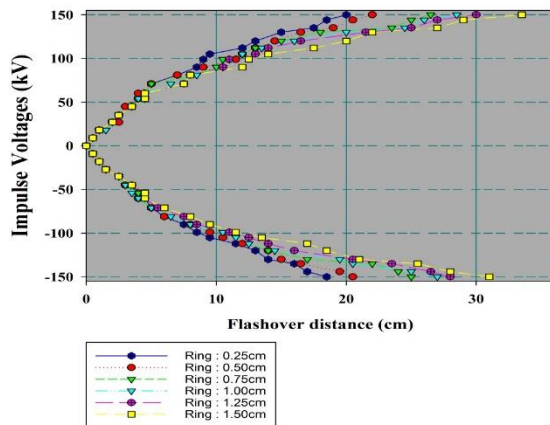 Impulse Voltages (kV)
150
100
50
0
-50
-100
-150
0
10
20
30
Flashover distance (cm)
Ring : 0.25cm
Ring : 0.50cm
Ring : 0.75cm
Ring : 1.00cm
Ring : 1.25cm
Ring : 1.50cm